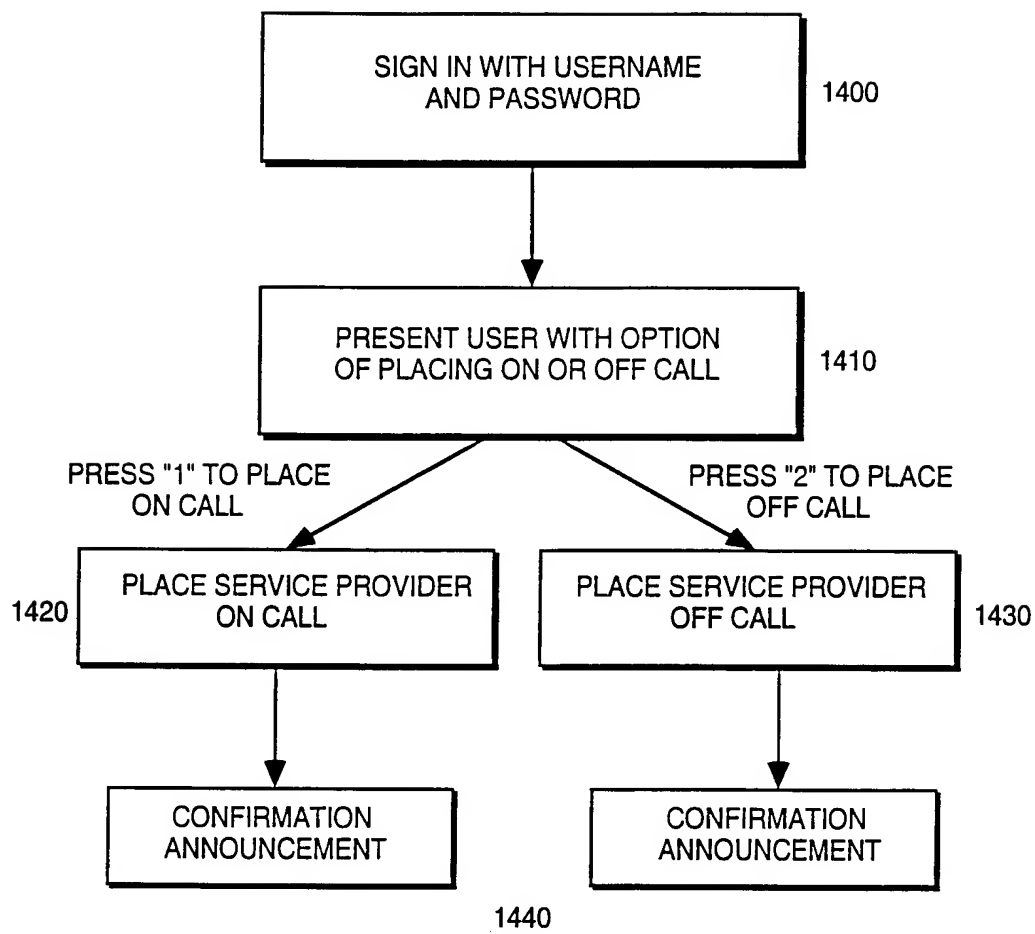 SIGN IN WITH USERNAME
AND PASSWORD
1400
PRESENT USER WITH OPTION
OF PLACING ON OR OFF CALL
1410
PRESS "1" TO PLACE
ON CALL
PRESS "2" TO PLACE
OFF CALL
1420
PLACE SERVICE PROVIDER
ON CALL
PLACE SERVICE PROVIDER
OFF CALL
1430
CONFIRMATION
ANNOUNCEMENT
CONFIRMATION
ANNOUNCEMENT
1440